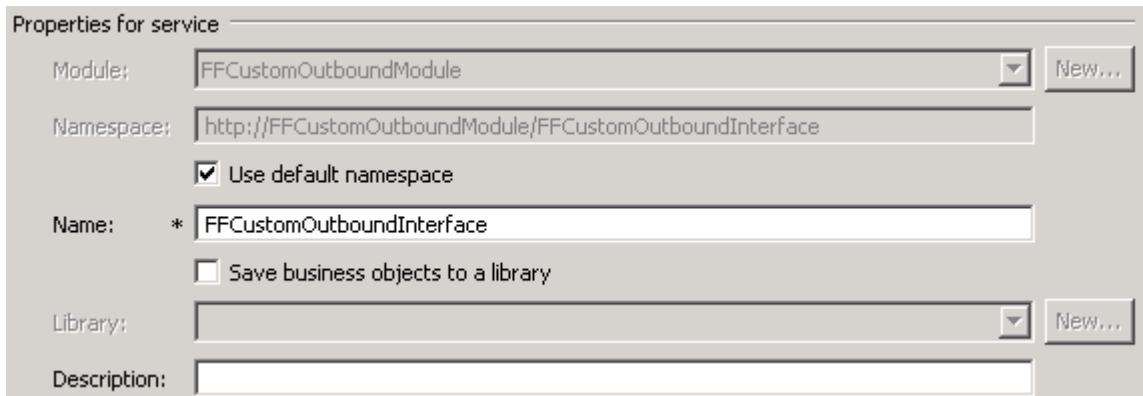 Properties for service
Module: FFCustomOutboundModule New...
Namespace: http://FFCustomOutboundModule/FFCustomOutboundInterface
Use default namespace
Name: * FFCustomOutboundInterface
Save business objects to a library
Library: New...
Description: